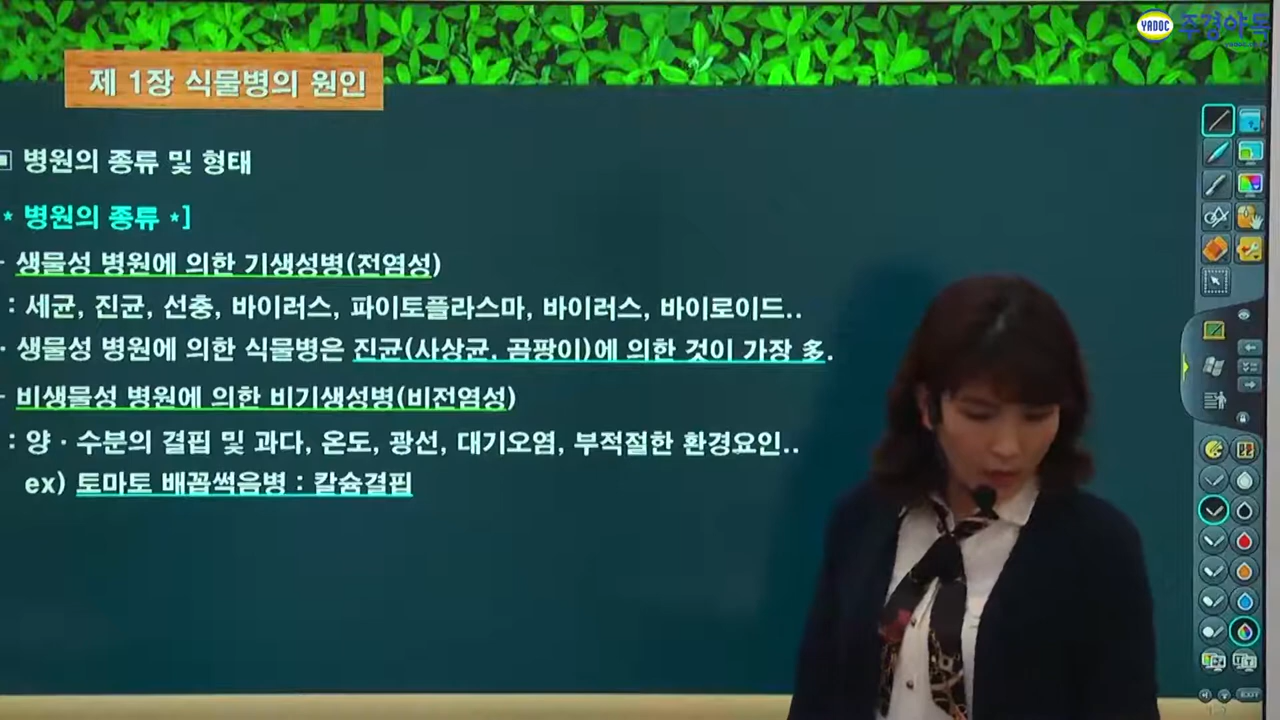 YADOC 주경야독
제 1장 식물병의 원인
▣ 병원의 종류 및 형태
* 병원의 종류 *]
- 생물성 병원에 의한 기생성병(전염성)
: 세균, 진균, 선충, 바이러스, 파이토플라스마, 바이러스, 바이로이드..
· 생물성 병원에 의한 식물병은 진균(사상균, 곰팡이)에 의한 것이 가장 多.
- 비생물성 병원에 의한 비기생성병(비전염성)
: 양 · 수분의 결핍 및 과다, 온도, 광선, 대기오염, 부적절한 환경요인..
ex) 토마토 배꼽썩음병 : 칼슘결핍
EXIT